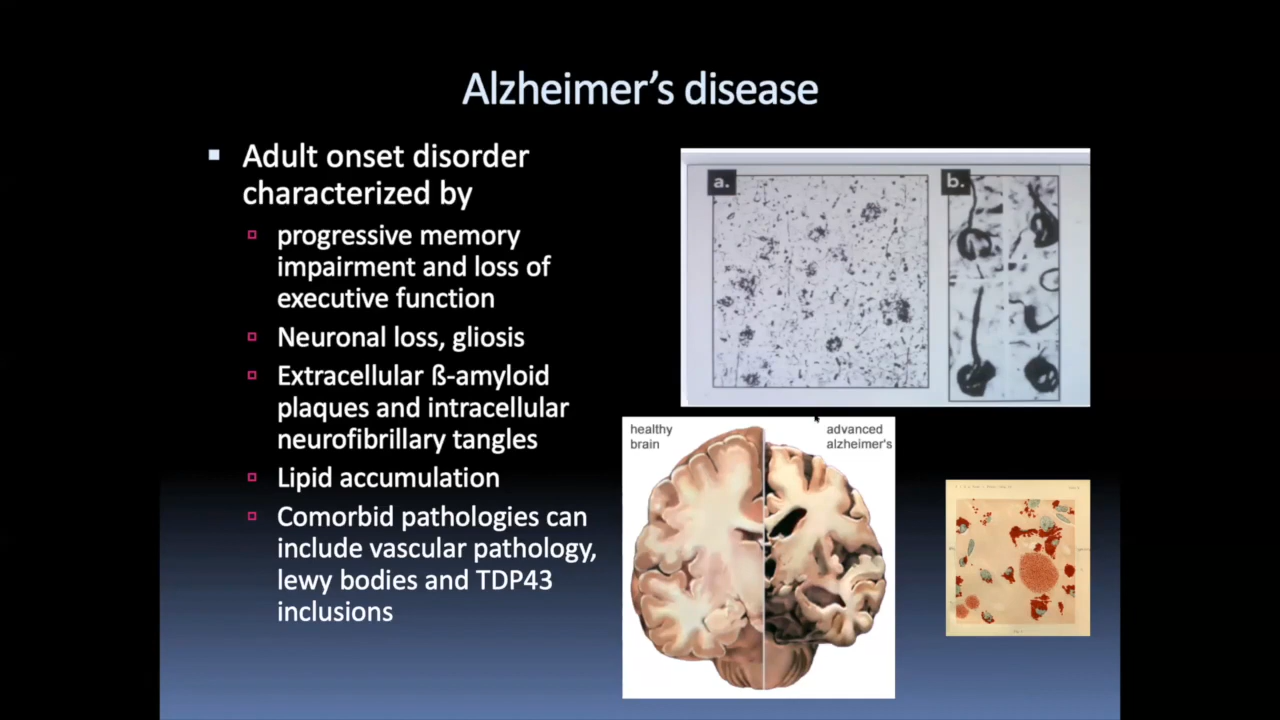 Alzheimer’s disease
Adult onset disorder
characterized by
progressive memory
impairment and loss of
executive function
Neuronal loss, gliosis
Extracellular ß-amyloid
plaques and intracellular
neurofibrillary tangles
Lipid accumulation
Comorbid pathologies can
include vascular pathology,
lewy bodies and TDP43
inclusions
a.
b.
healthy
brain
advanced
alzheimer's